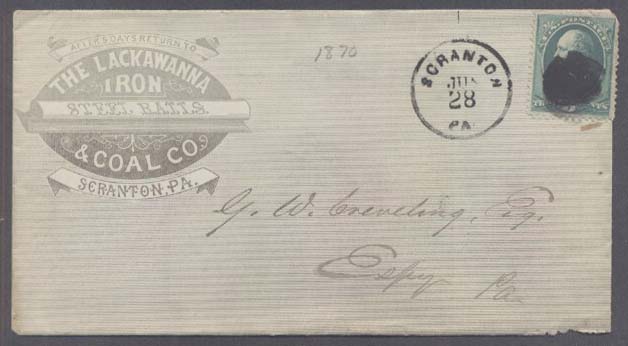 AFTER 5 DAYS RETURN TO
THE LACKAWANNA
IRON
STEEL RAILS
& COAL CO.
SCRANTON, PA.
1870
SCRANTON
28
PA.
U.S. POSTAGE
G. W. Creveling, Esq.
Espy
Pa